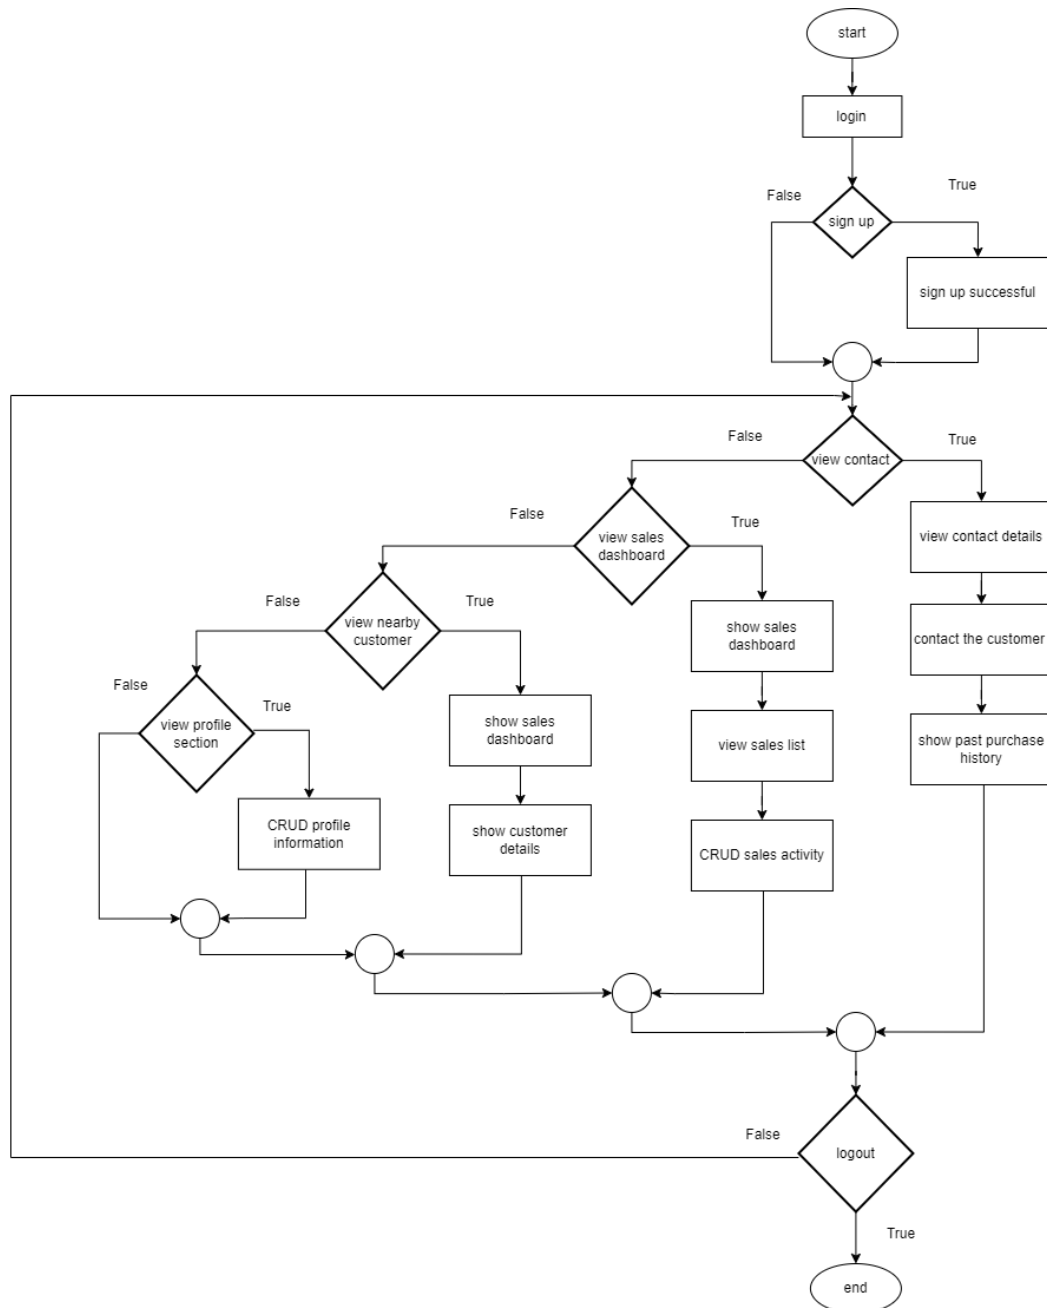 start
login
False
True
sign up
sign up successful
False
True
view contact
False
True
view sales
dashboard
view contact details
False
True
view nearby
customer
show sales
dashboard
contact the customer
False
True
view profile
section
show sales
dashboard
view sales list
show past purchase
history
CRUD profile
information
show customer
details
CRUD sales activity
False
logout
True
end